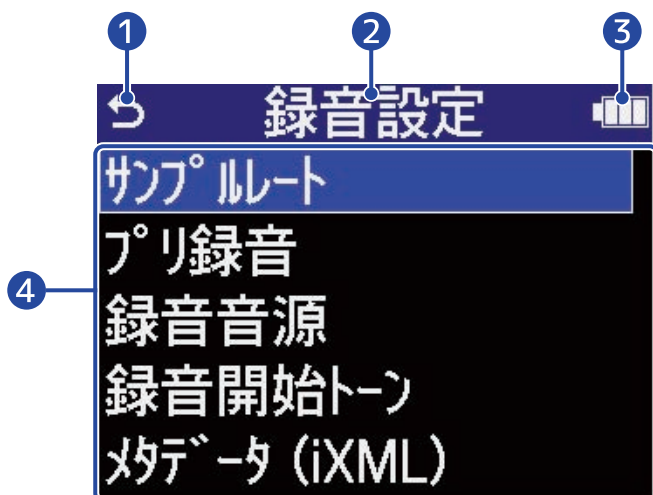 1 2 3
録音設定
サンプルレート
プリ録音
録音音源
4
録音開始トーン
メタデータ (iXML)